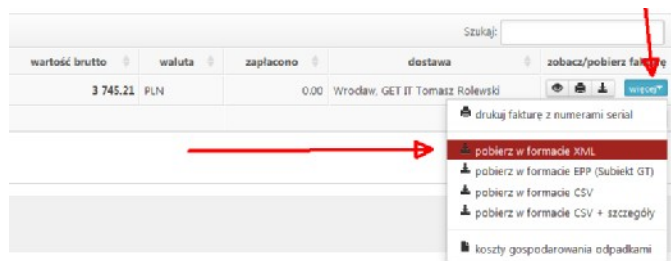 Szukaj:
wartość brutto waluta zapłacono dostawa zobacz/pobierz fakturę
3 745.21 PLN 0.00 Wrocław, GET IT Tomasz Rolewski więcej
drukuj fakturę z numerami serial
pobierz w formacie XML
pobierz w formacie EPP (Subiekt GT)
pobierz w formacie CSV
pobierz w formacie CSV + szczegóły
koszty gospodarowania odpadkami